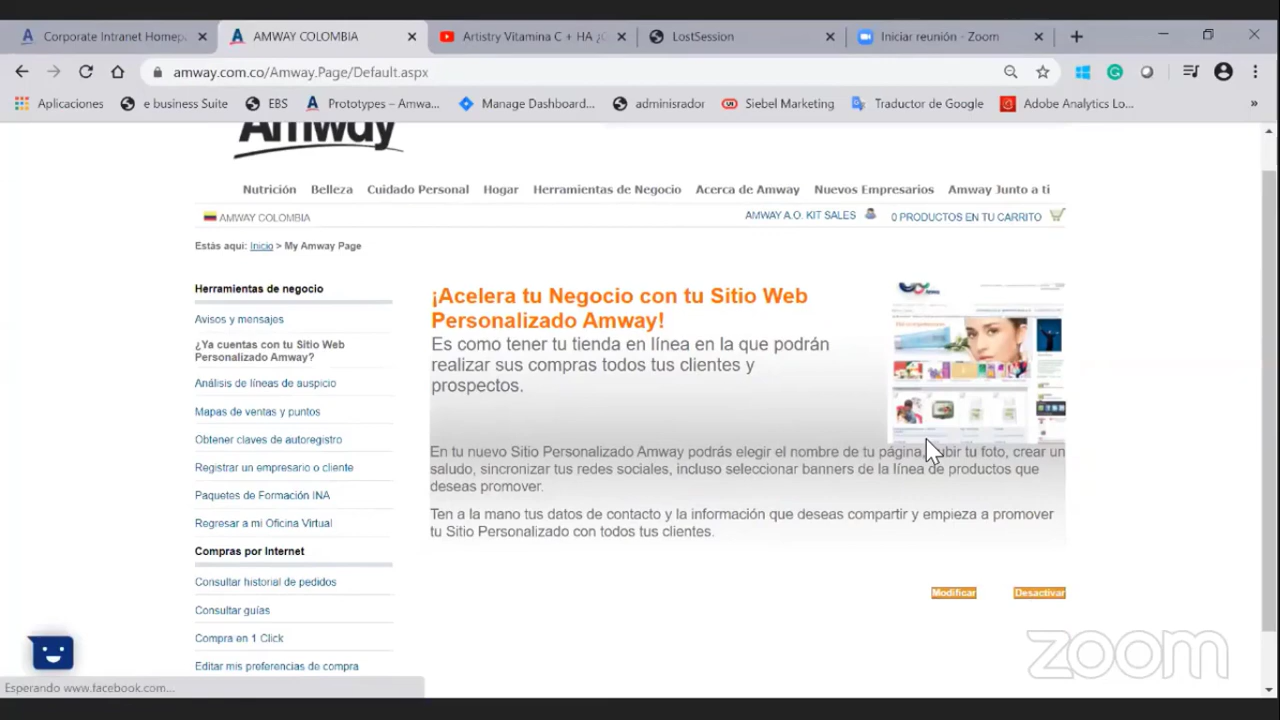 Corporate Intranet Homep
AMWAY COLOMBIA
Artistry Vitamina C + HA ¿C
LostSession
Iniciar reunión - Zoom
amway.com.co/Amway.Page/Default.aspx
Aplicaciones
e business Suite
EBS
Prototypes – Amwa...
Manage Dashboard...
adminisrador
Siebel Marketing
Traductor de Google
Adobe Analytics Lo...
»
Amway
Nutrición
Belleza
Cuidado Personal
Hogar
Herramientas de Negocio
Acerca de Amway
Nuevos Empresarios
Amway Junto a ti
AMWAY COLOMBIA
AMWAY A.O. KIT SALES
0 PRODUCTOS EN TU CARRITO
Estás aquí: Inicio > My Amway Page
Herramientas de negocio
Avisos y mensajes
¿Ya cuentas con tu Sitio Web
Personalizado Amway?
Análisis de líneas de auspicio
Mapas de ventas y puntos
Obtener claves de autoregistro
Registrar un empresario o cliente
Paquetes de Formación INA
Regresar a mi Oficina Virtual
Compras por Internet
Consultar historial de pedidos
Consultar guías
Compra en 1 Click
Editar mis preferencias de compra
¡Acelera tu Negocio con tu Sitio Web
Personalizado Amway!
Es como tener tu tienda en línea en la que podrán
realizar sus compras todos tus clientes y
prospectos.
En tu nuevo Sitio Personalizado Amway podrás elegir el nombre de tu página, subir tu foto, crear un
saludo, sincronizar tus redes sociales, incluso seleccionar banners de la línea de productos que
deseas promover.
Ten a la mano tus datos de contacto y la información que deseas compartir y empieza a promover
tu Sitio Personalizado con todos tus clientes.
Modificar
Desactivar
zoom
Esperando www.facebook.com...